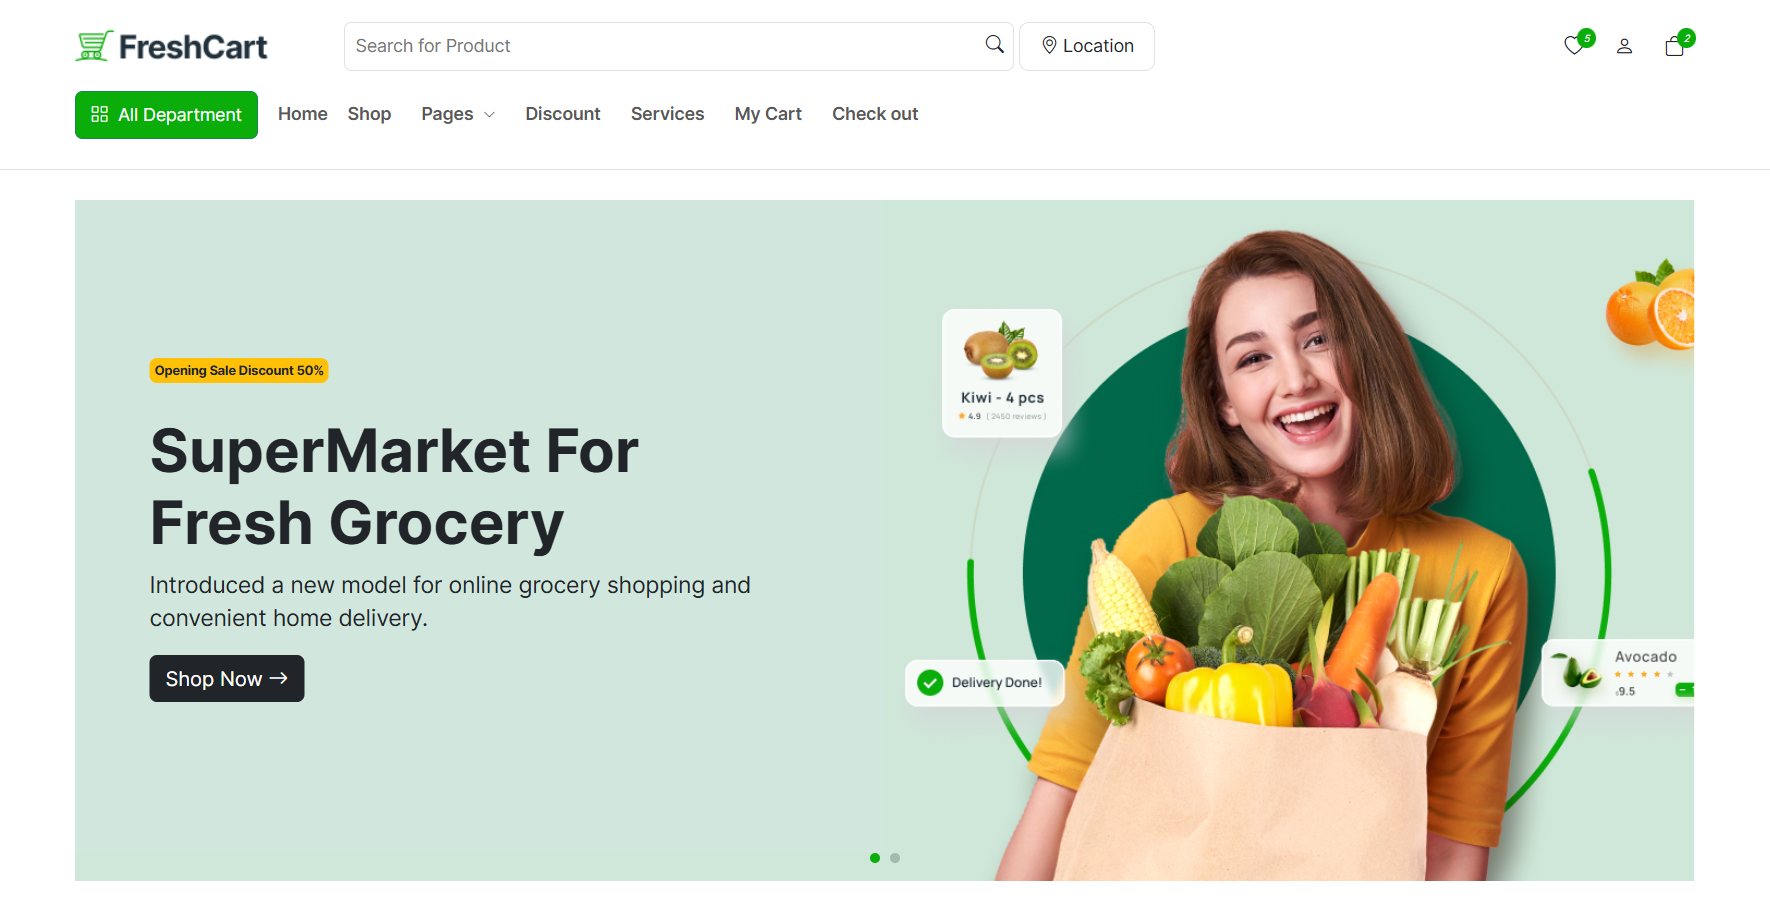 FreshCart
Search for Product
Location
5
2
All Department
Home
Shop
Pages
Discount
Services
My Cart
Check out
Opening Sale Discount 50%
SuperMarket For
Fresh Grocery
Introduced a new model for online grocery shopping and
convenient home delivery.
Shop Now →
Kiwi - 4 pcs
4.9 (2450 reviews)
Delivery Done!
Avocado
$9.5